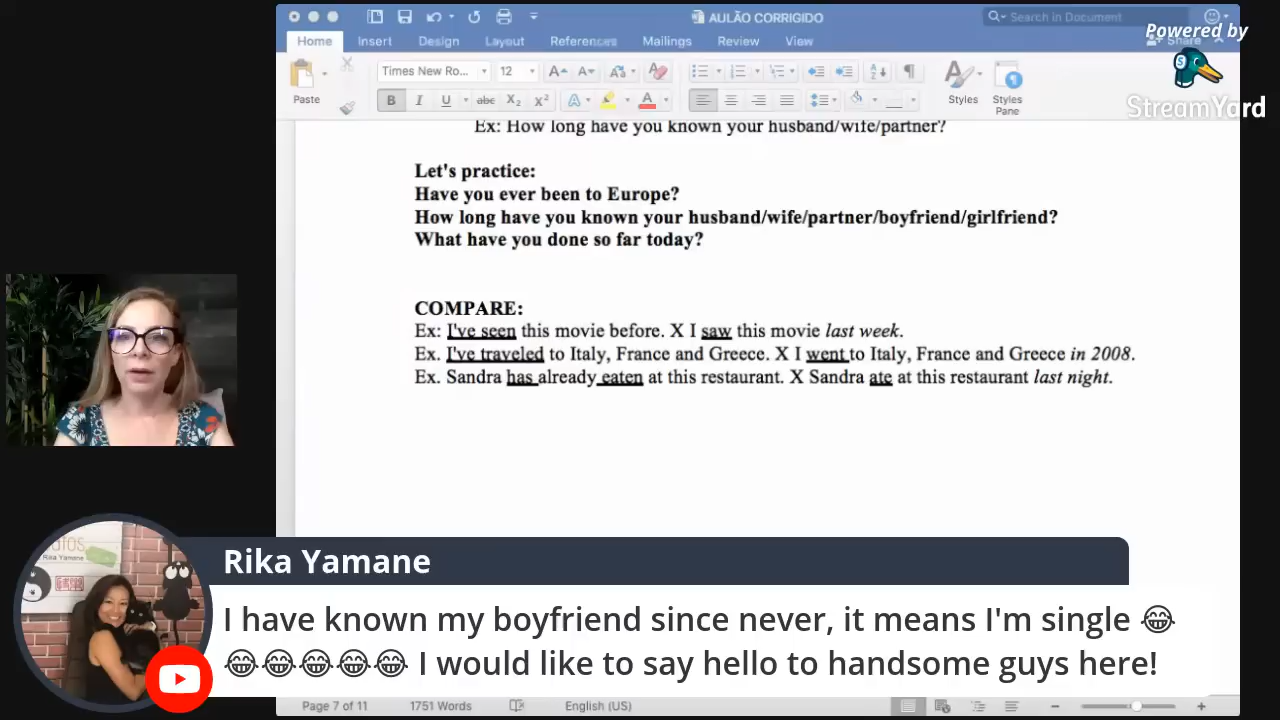 AULÃO CORRIGIDO
Search in Document
Powered by
StreamYard
Home Insert Design Layout References Mailings Review View Share
Times New Ro... 12
Paste B I U abc X₂ X² A A Styles Styles Pane
Ex: How long have you known your husband/wife/partner?
Let's practice:
Have you ever been to Europe?
How long have you known your husband/wife/partner/boyfriend/girlfriend?
What have you done so far today?
COMPARE:
Ex: I've seen this movie before. X I saw this movie last week.
Ex. I've traveled to Italy, France and Greece. X I went to Italy, France and Greece in 2008.
Ex. Sandra has already eaten at this restaurant. X Sandra ate at this restaurant last night.
Rika Yamane
Rika Yamane
I have known my boyfriend since never, it means I'm single 😂
😂😂😂😂😂 I would like to say hello to handsome guys here!
Page 7 of 11 1751 Words English (US)